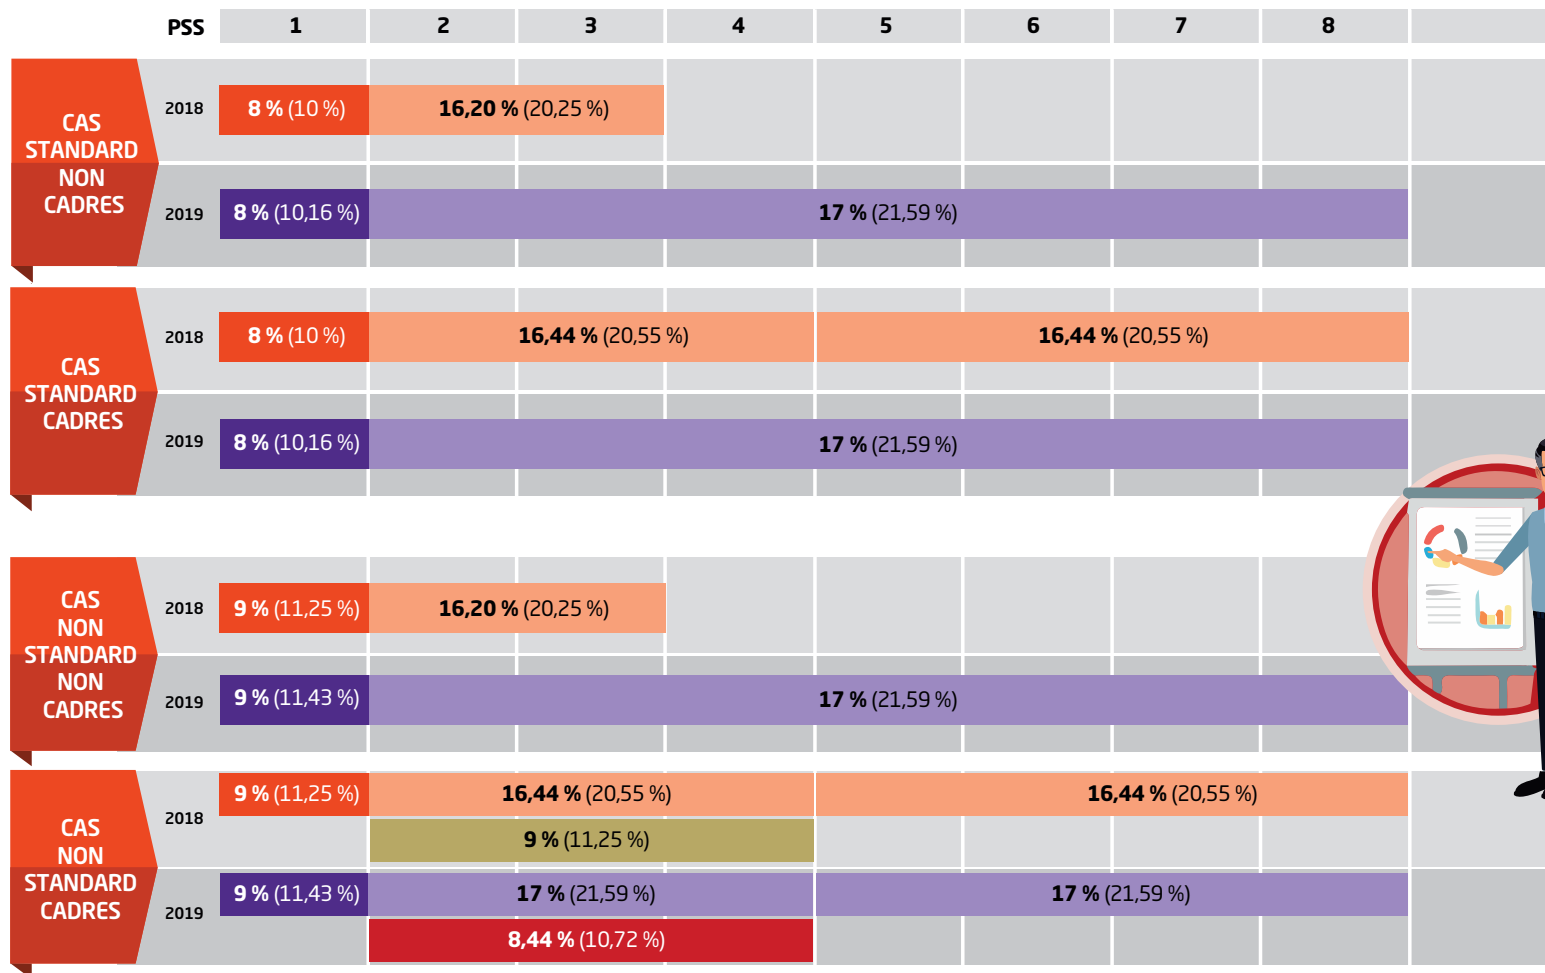 PSS 1 2 3 4 5 6 7 8
CAS
STANDARD
NON
CADRES
2018 8 % (10 %) 16,20 % (20,25 %)
2019 8 % (10,16 %) 17 % (21,59 %)
CAS
STANDARD
CADRES
2018 8 % (10 %) 16,44 % (20,55 %) 16,44 % (20,55 %)
2019 8 % (10,16 %) 17 % (21,59 %)
CAS
NON
STANDARD
NON
CADRES
2018 9 % (11,25 %) 16,20 % (20,25 %)
2019 9 % (11,43 %) 17 % (21,59 %)
CAS
NON
STANDARD
CADRES
2018 9 % (11,25 %) 16,44 % (20,55 %) 16,44 % (20,55 %)
9 % (11,25 %)
2019 9 % (11,43 %) 17 % (21,59 %) 17 % (21,59 %)
8,44 % (10,72 %)